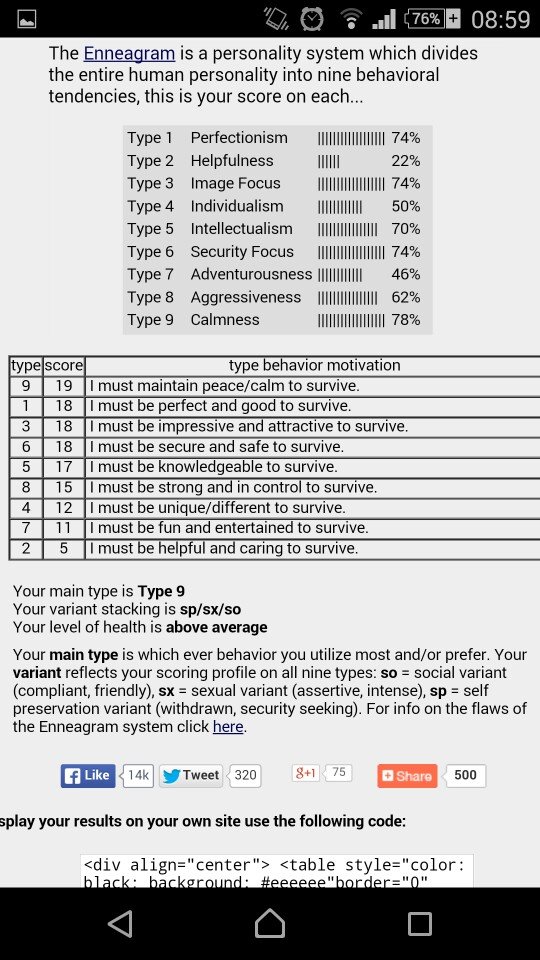 76% 08:59
The Enneagram is a personality system which divides
the entire human personality into nine behavioral
tendencies, this is your score on each...
Type 1 Perfectionism |||||||||||||||||| 74%
Type 2 Helpfulness |||||| 22%
Type 3 Image Focus |||||||||||||||||| 74%
Type 4 Individualism |||||||||||| 50%
Type 5 Intellectualism |||||||||||||||| 70%
Type 6 Security Focus |||||||||||||||||| 74%
Type 7 Adventurousness |||||||||||| 46%
Type 8 Aggressiveness |||||||||||||||| 62%
Type 9 Calmness |||||||||||||||||| 78%
type score type behavior motivation
9 19 I must maintain peace/calm to survive.
1 18 I must be perfect and good to survive.
3 18 I must be impressive and attractive to survive.
6 18 I must be secure and safe to survive.
5 17 I must be knowledgeable to survive.
8 15 I must be strong and in control to survive.
4 12 I must be unique/different to survive.
7 11 I must be fun and entertained to survive.
2 5 I must be helpful and caring to survive.
Your main type is Type 9
Your variant stacking is sp/sx/so
Your level of health is above average
Your main type is which ever behavior you utilize most and/or prefer. Your
variant reflects your scoring profile on all nine types: so = social variant
(compliant, friendly), sx = sexual variant (assertive, intense), sp = self
preservation variant (withdrawn, security seeking). For info on the flaws of
the Enneagram system click here.
f Like 14k Tweet 320 g+1 75 Share 500
splay your results on your own site use the following code:
<div align="center"> <table style="color:
black; background: #eeeeee"border="0"